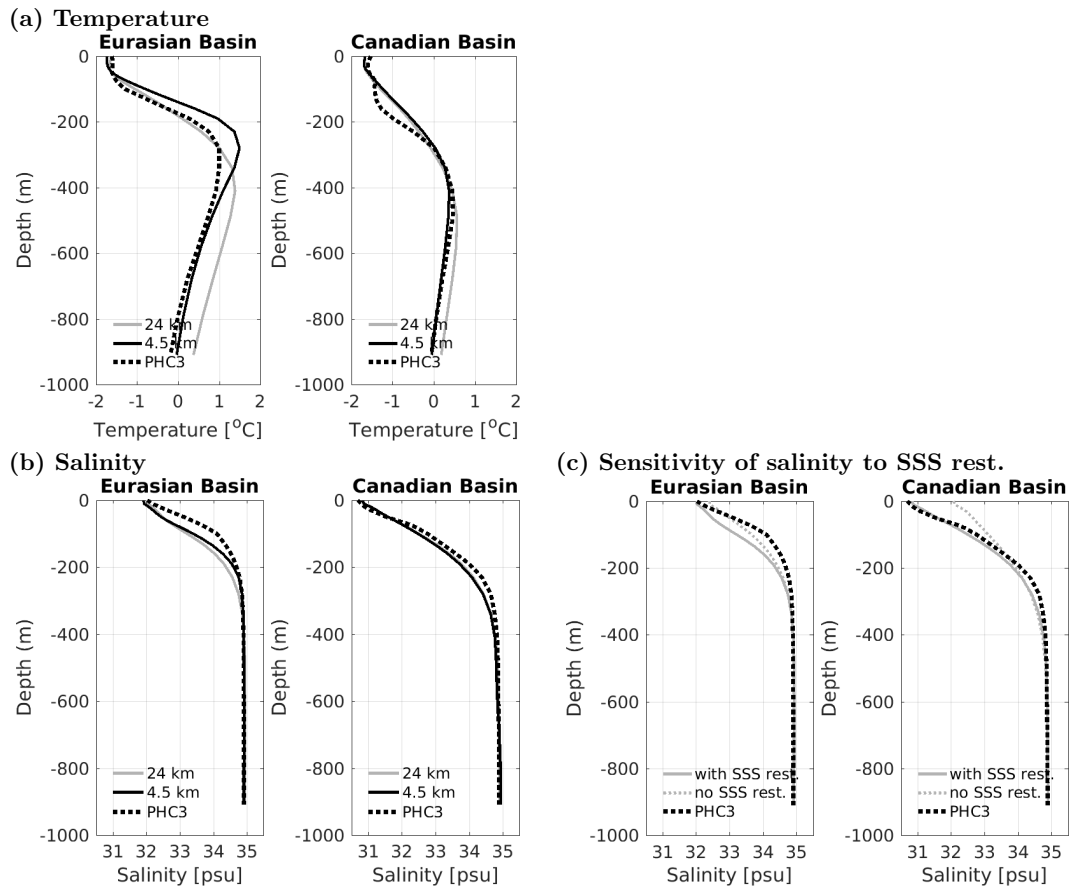 (a) Temperature
Eurasian Basin
0
-200
-400
-600
-800
-1000
Depth (m)
24 km
4.5 km
PHC3
-2 -1 0 1 2
Temperature [°C]
Canadian Basin
0
-200
-400
-600
-800
-1000
Depth (m)
24 km
4.5 km
PHC3
-2 -1 0 1 2
Temperature [°C]
(b) Salinity
Eurasian Basin
0
-200
-400
-600
-800
-1000
Depth (m)
24 km
4.5 km
PHC3
31 32 33 34 35
Salinity [psu]
Canadian Basin
0
-200
-400
-600
-800
-1000
Depth (m)
24 km
4.5 km
PHC3
31 32 33 34 35
Salinity [psu]
(c) Sensitivity of salinity to SSS rest.
Eurasian Basin
0
-200
-400
-600
-800
-1000
Depth (m)
with SSS rest.
no SSS rest.
PHC3
31 32 33 34 35
Salinity [psu]
Canadian Basin
0
-200
-400
-600
-800
-1000
Depth (m)
with SSS rest.
no SSS rest.
PHC3
31 32 33 34 35
Salinity [psu]